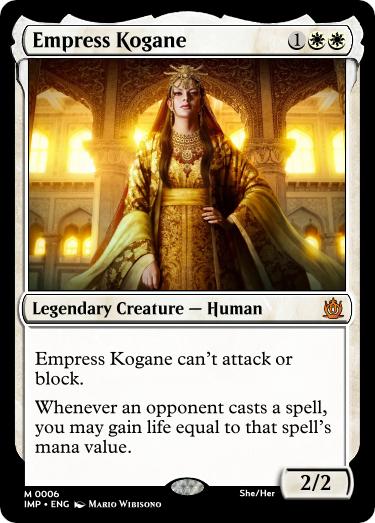 Empress Kogane 1
Legendary Creature — Human
Empress Kogane can't attack or
block.
Whenever an opponent casts a spell,
you may gain life equal to that spell's
mana value.
2/2
M 0006 She/Her
IMP • ENG Mario Wibisono